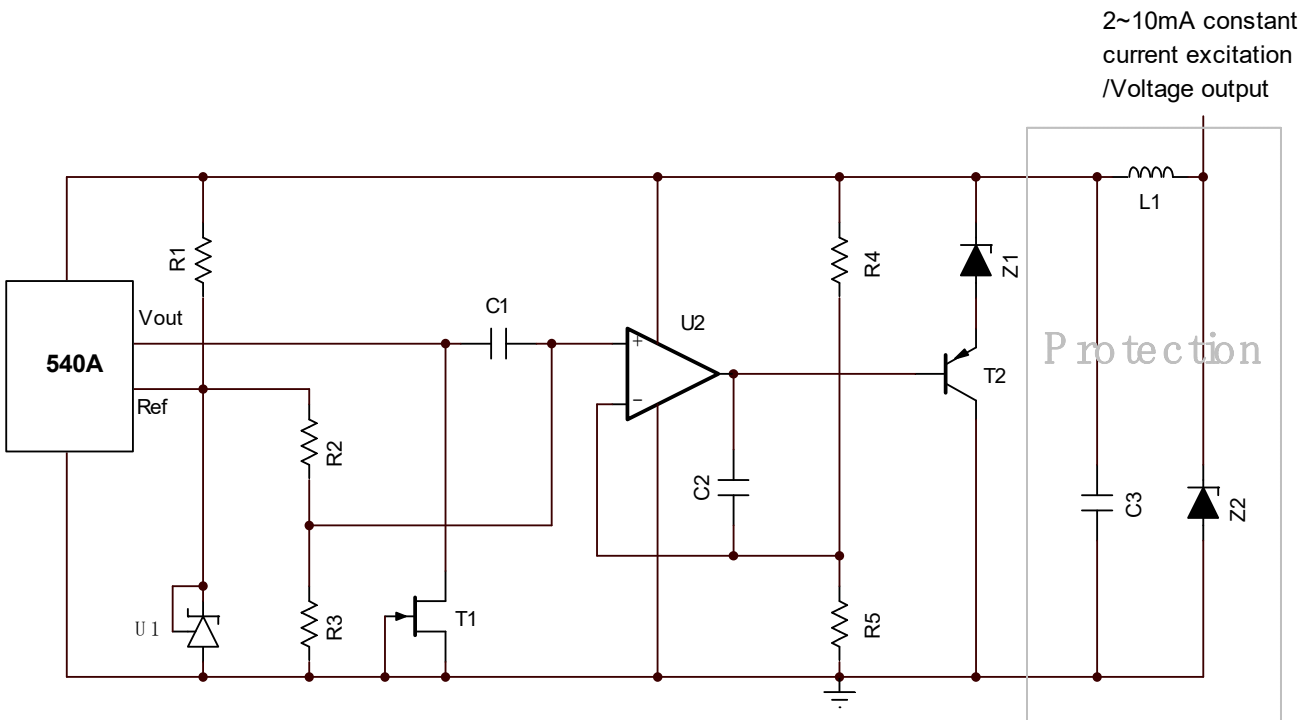 2~10mA constant
current excitation
/Voltage output
L1
R1
R4
Z1
Vout
C1
U2
540A
Protection
T2
Ref
+
−
R2
C2
C3
Z2
U1
R3
T1
R5